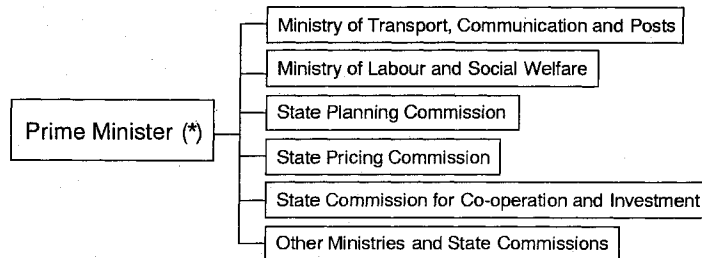 Ministry of Transport, Communication and Posts
Ministry of Labour and Social Welfare
State Planning Commission
Prime Minister (*)
State Pricing Commission
State Commission for Co-operation and Investment
Other Ministries and State Commissions